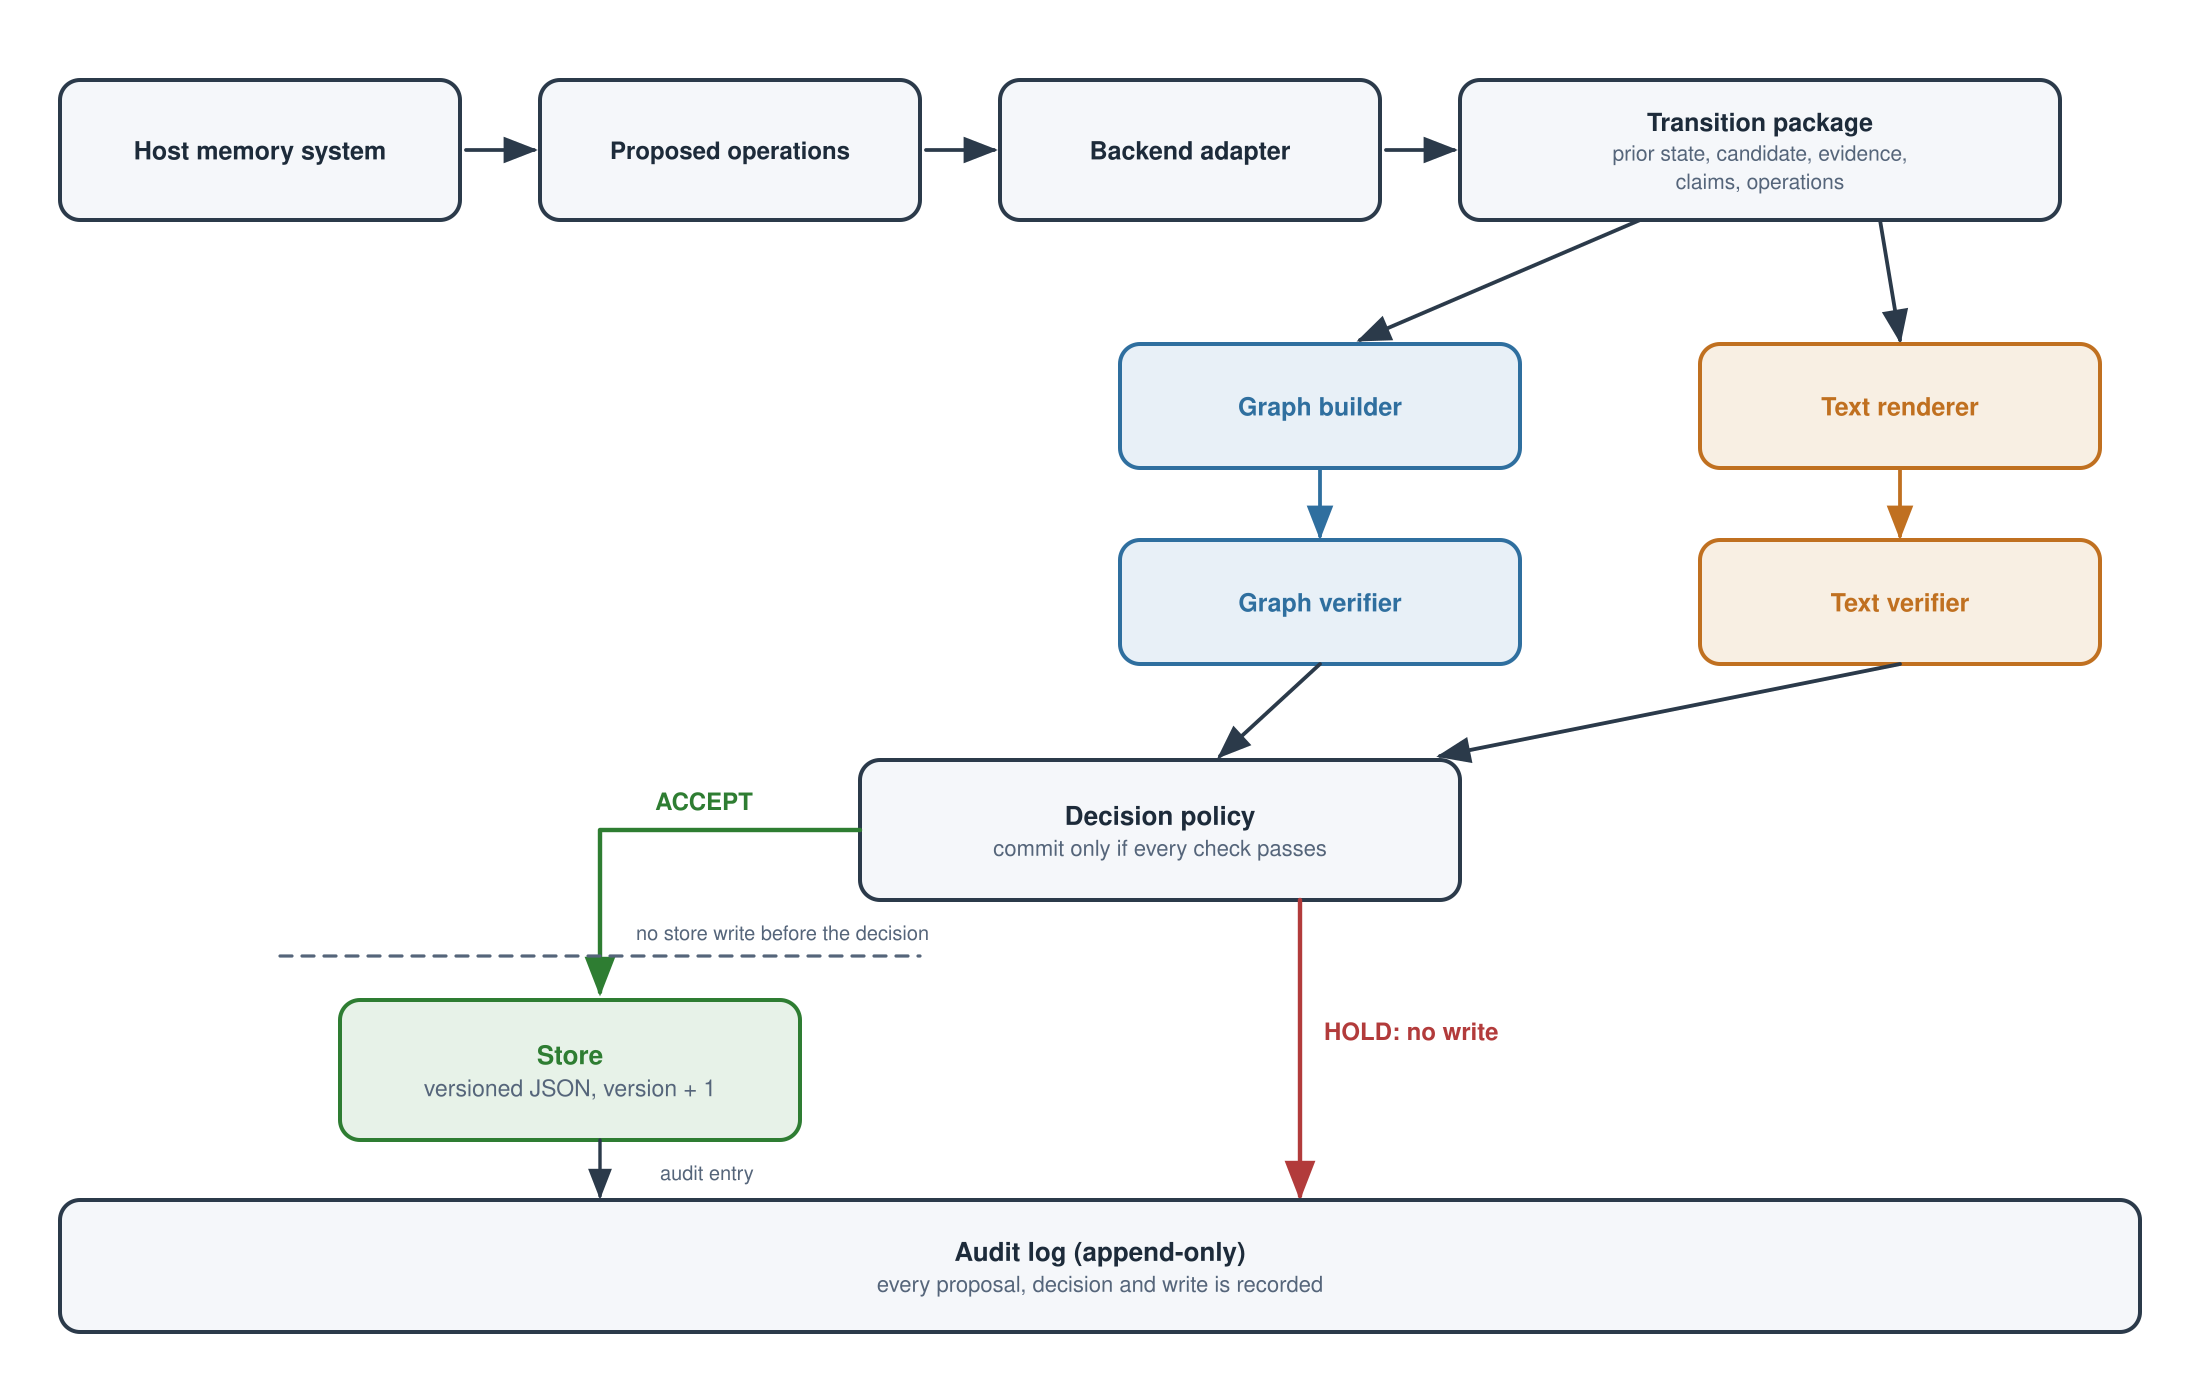 Host memory system
Proposed operations
Backend adapter
Transition package
prior state, candidate, evidence,
claims, operations
Graph builder
Text renderer
Graph verifier
Text verifier
Decision policy
commit only if every check passes
ACCEPT
no store write before the decision
HOLD: no write
Store
versioned JSON, version + 1
audit entry
Audit log (append-only)
every proposal, decision and write is recorded